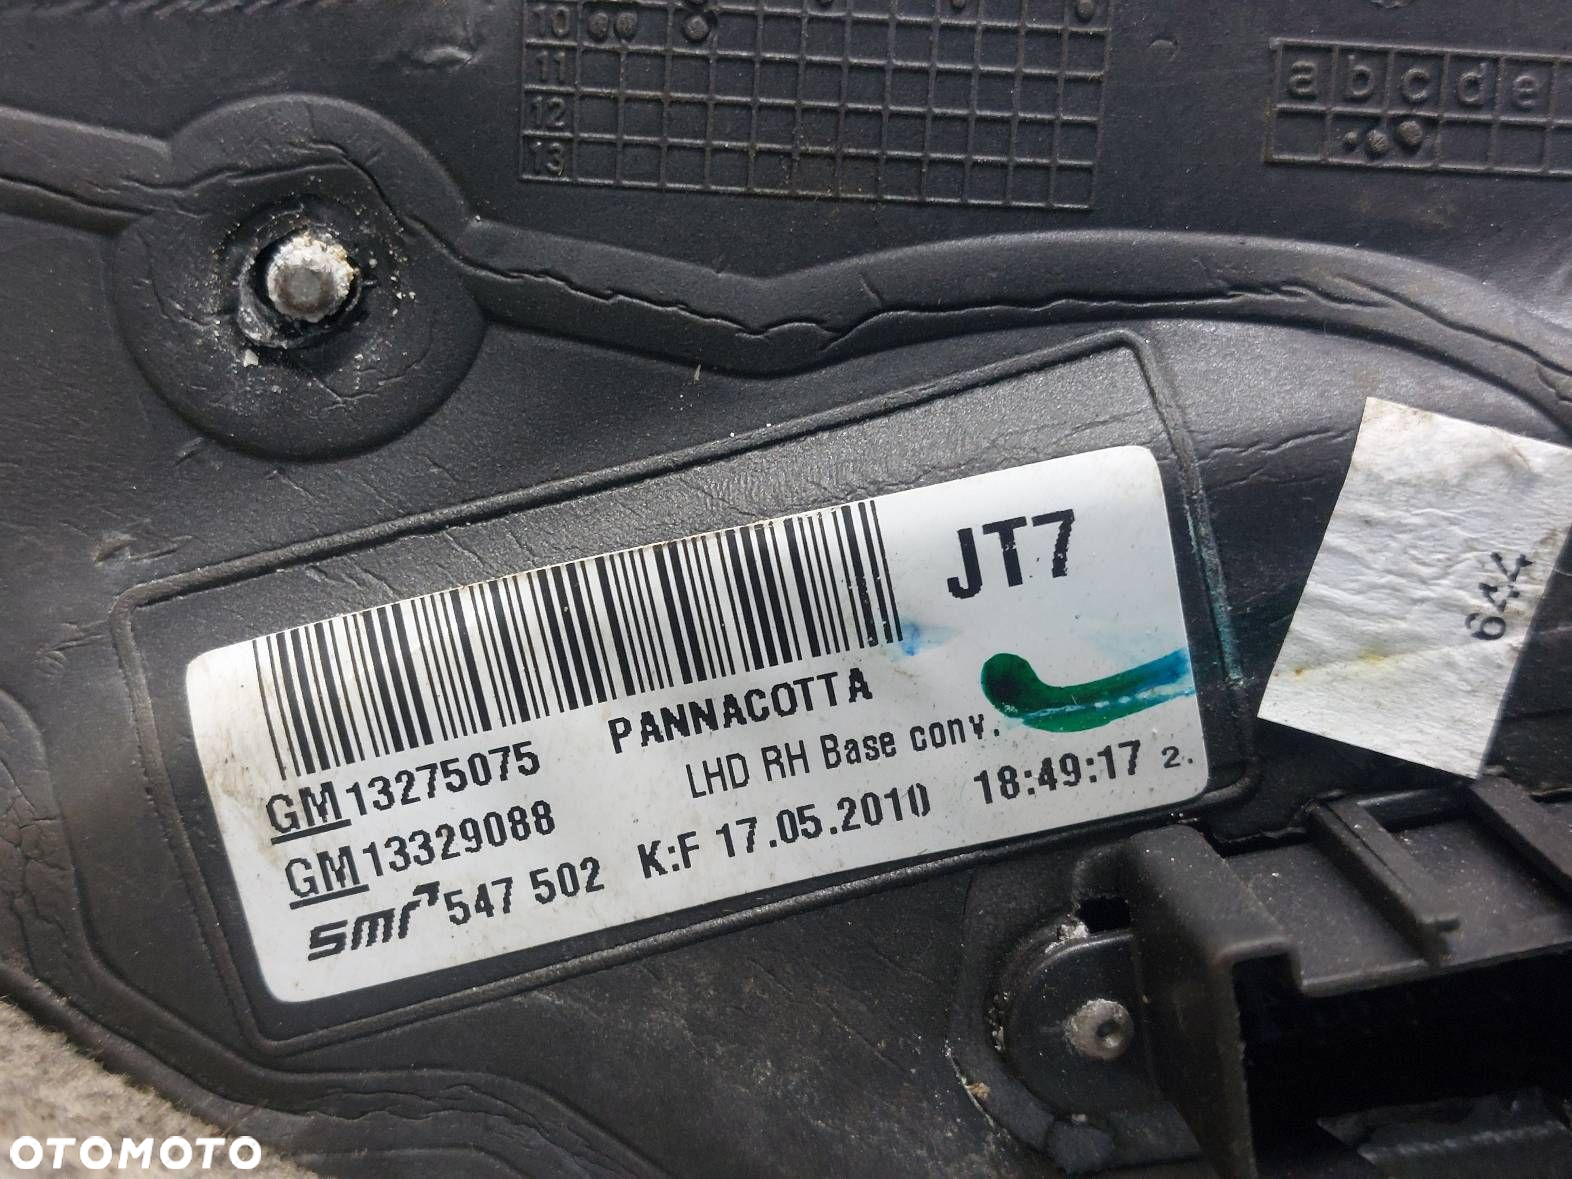 10
11
12
13
a b c d e
JT7
PANNACOTTA
LHD RH Base conv.
GM 13275075
GM 13329088
smr 547 502 K:F 17.05.2010 18:49:17 2.
OTOMOTO